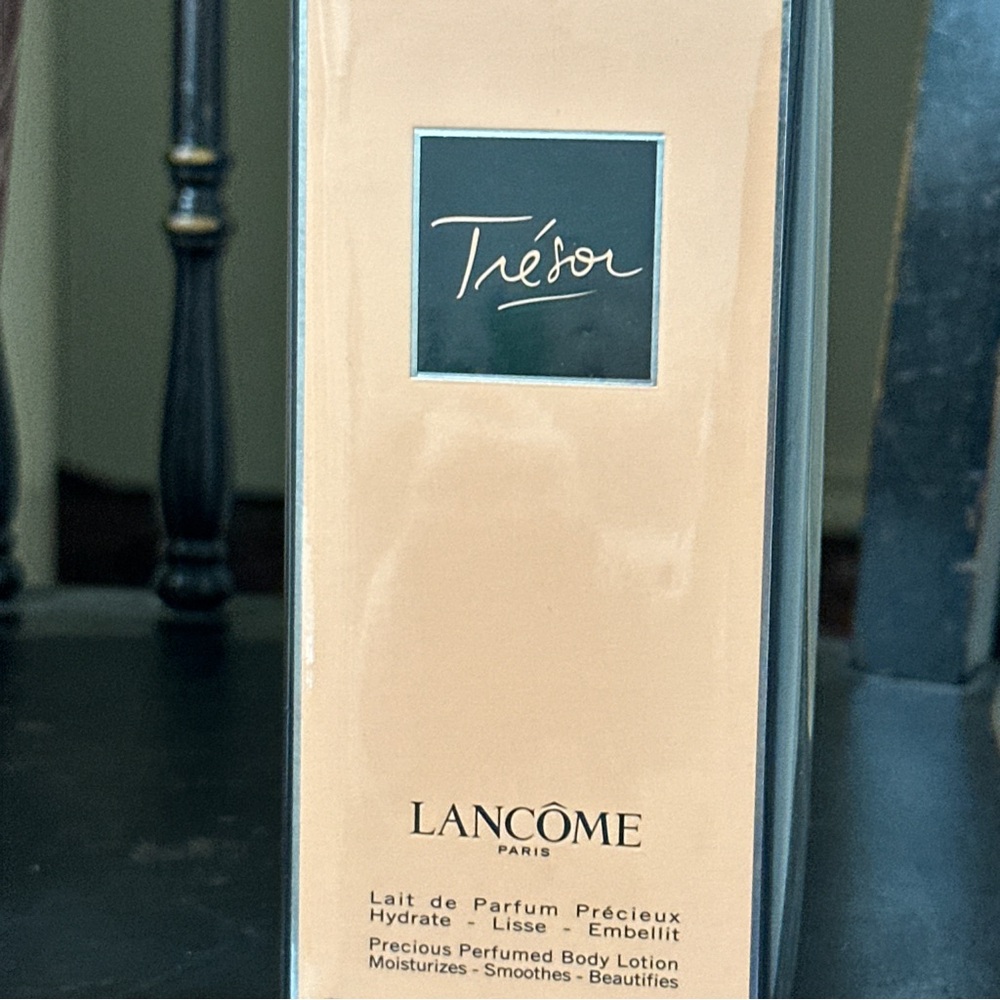 Trésor
LANCÔME
PARIS
Lait de Parfum Précieux
Hydrate - Lisse - Embellit
Precious Perfumed Body Lotion
Moisturizes - Smoothes - Beautifies